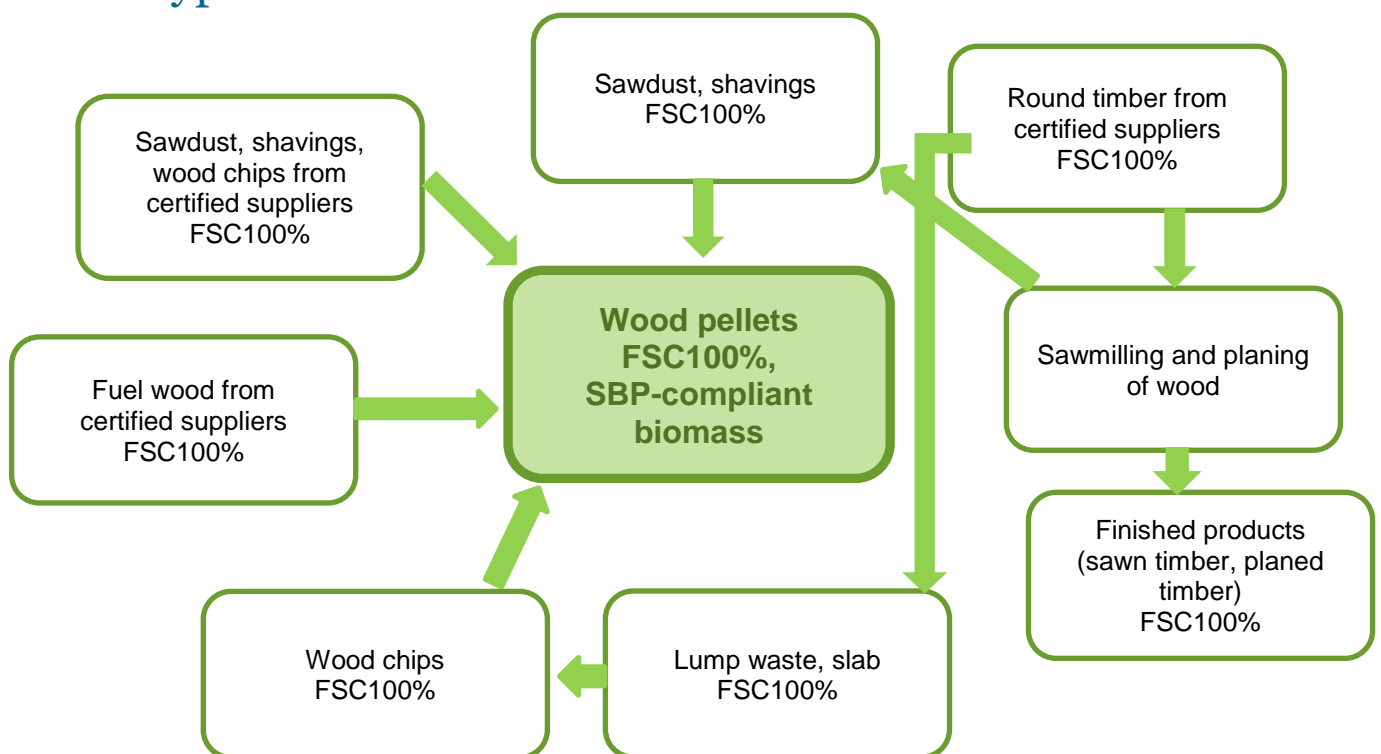 Sawdust, shavings
FSC100%
Round timber from
certified suppliers
FSC100%
Sawdust, shavings,
wood chips from
certified suppliers
FSC100%
Wood pellets
FSC100%,
SBP-compliant
biomass
Sawmilling and planing
of wood
Fuel wood from
certified suppliers
FSC100%
Finished products
(sawn timber, planed
timber)
FSC100%
Wood chips
FSC100%
Lump waste, slab
FSC100%